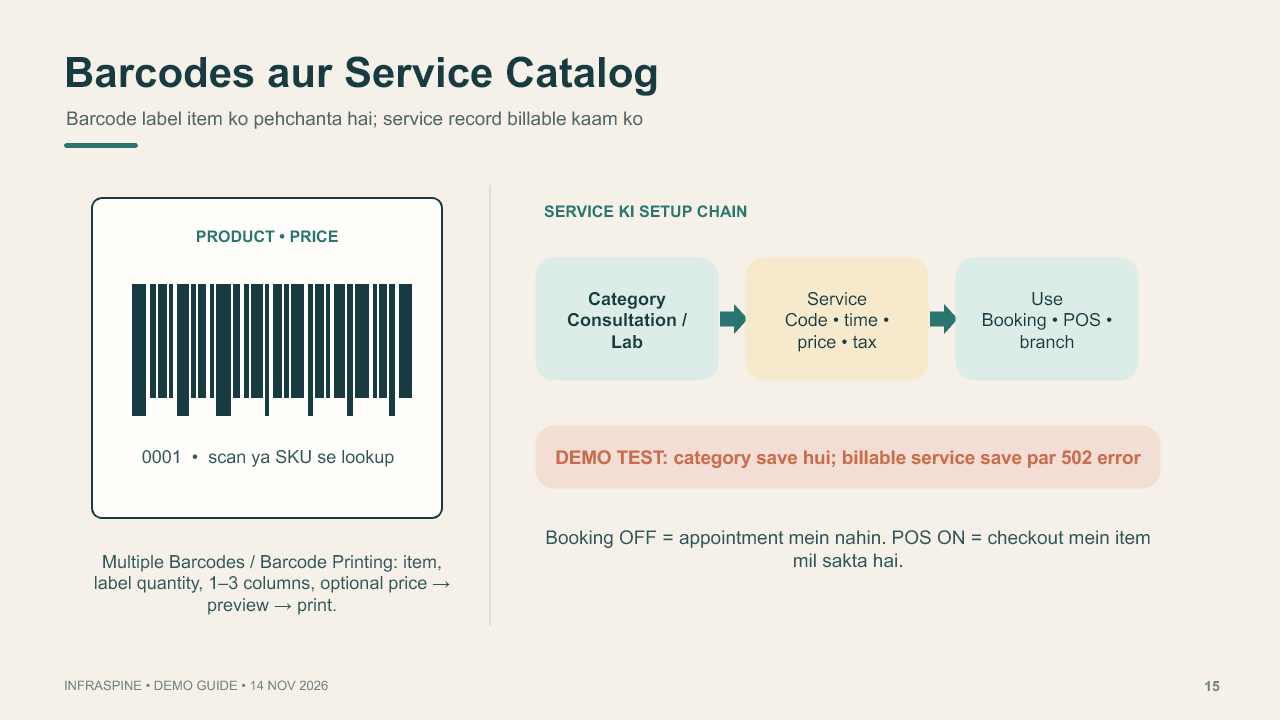 Barcodes aur Service Catalog
Barcode label item ko pehchanta hai; service record billable kaam ko
PRODUCT • PRICE
0001 • scan ya SKU se lookup
Multiple Barcodes / Barcode Printing: item,
label quantity, 1–3 columns, optional price →
preview → print.
SERVICE KI SETUP CHAIN
Category
Consultation /
Lab
Service
Code • time •
price • tax
Use
Booking • POS •
branch
DEMO TEST: category save hui; billable service save par 502 error
Booking OFF = appointment mein nahin. POS ON = checkout mein item
mil sakta hai.
INFRASPINE • DEMO GUIDE • 14 NOV 2026
15